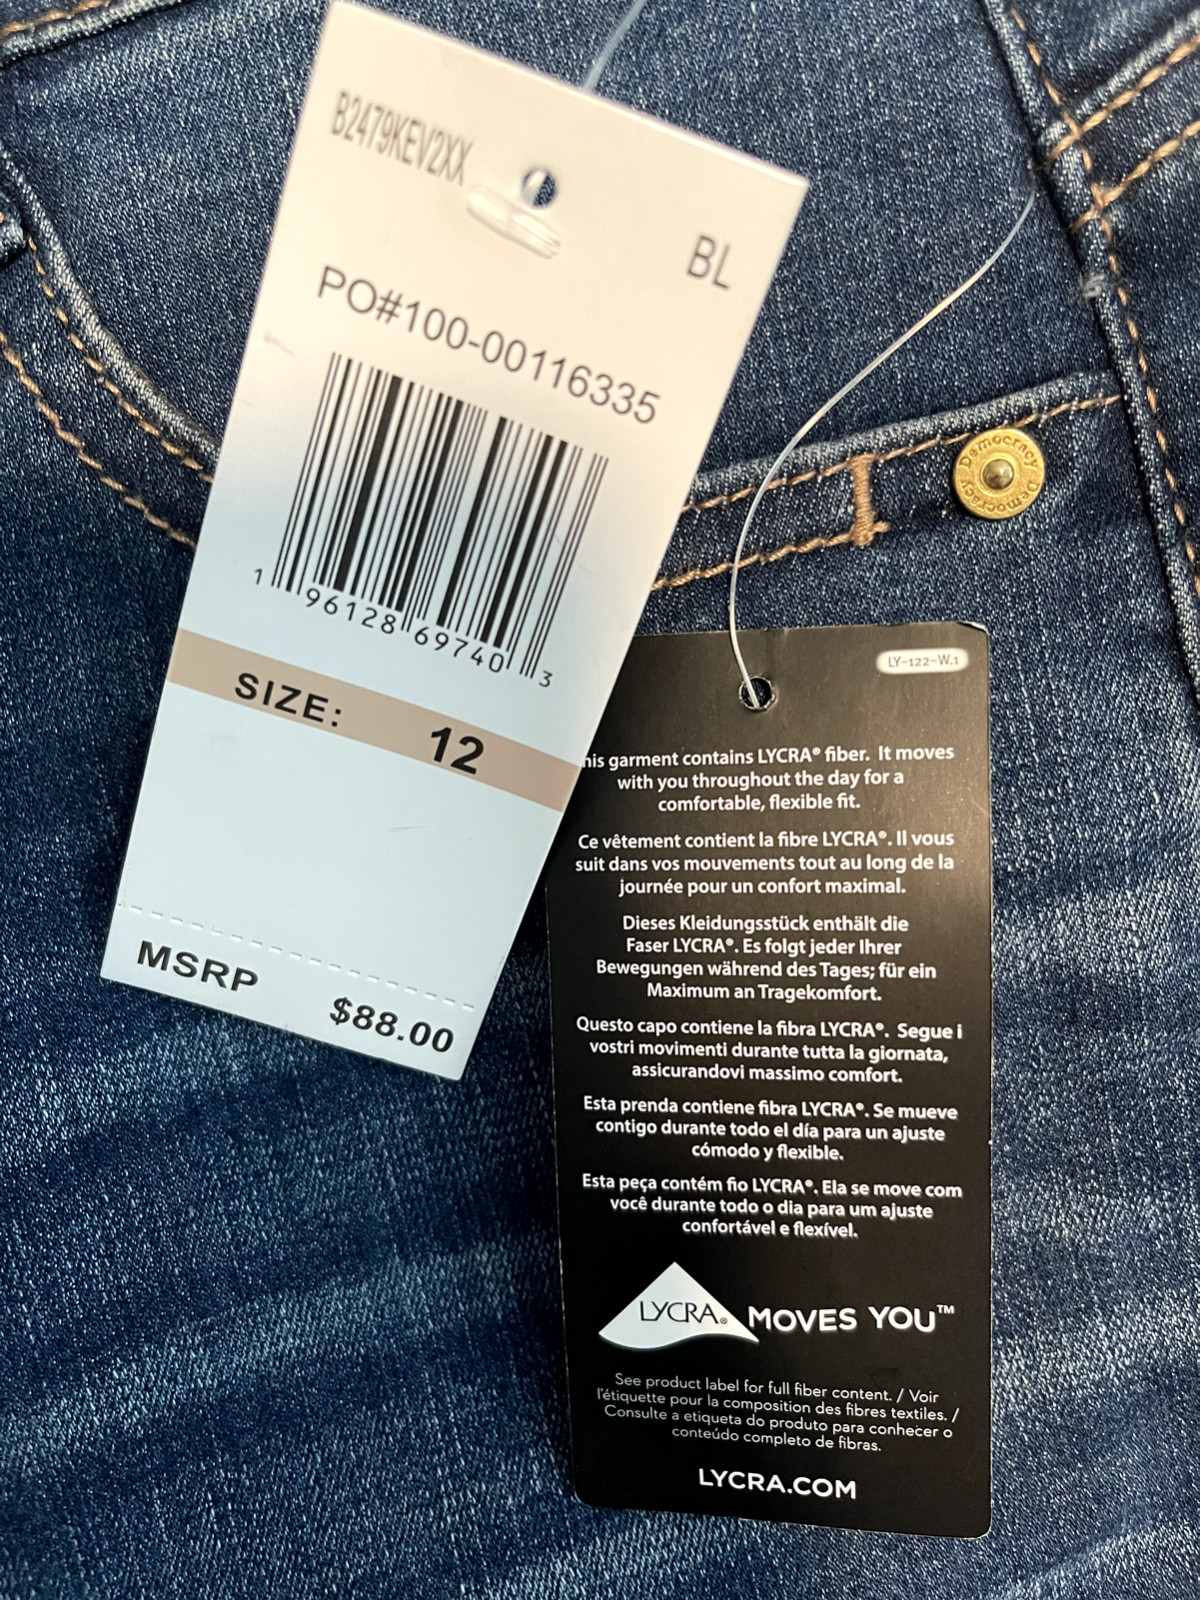 B2479KEV2XX
BL
PO#100-00116335
1 96128 69740 3
SIZE: 12
MSRP
$88.00
Democracy Democracy
LY-122-W.1
his garment contains LYCRA® fiber. It moves
with you throughout the day for a
comfortable, flexible fit.
Ce vêtement contient la fibre LYCRA®. Il vous
suit dans vos mouvements tout au long de la
journée pour un confort maximal.
Dieses Kleidungsstück enthält die
Faser LYCRA®. Es folgt jeder Ihrer
Bewegungen während des Tages; für ein
Maximum an Tragekomfort.
Questo capo contiene la fibra LYCRA®. Segue i
vostri movimenti durante tutta la giornata,
assicurandovi massimo comfort.
Esta prenda contiene fibra LYCRA®. Se mueve
contigo durante todo el día para un ajuste
cómodo y flexible.
Esta peça contém fio LYCRA®. Ela se move com
você durante todo o dia para um ajuste
confortável e flexível.
LYCRA® MOVES YOU™
See product label for full fiber content. / Voir
l'étiquette pour la composition des fibres textiles. /
Consulte a etiqueta do produto para conhecer o
conteúdo completo de fibras.
LYCRA.COM